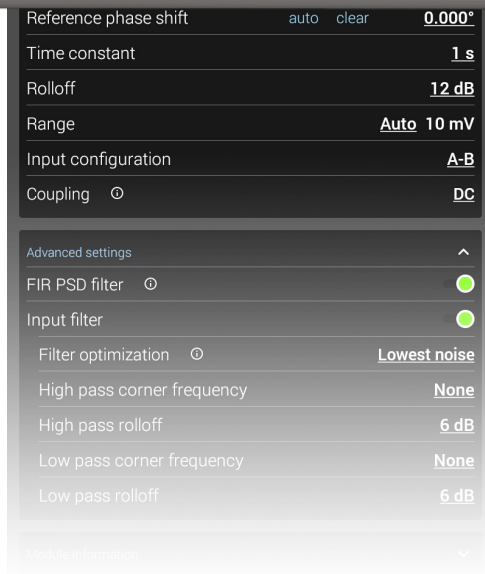 Reference phase shift auto clear 0.000°
Time constant 1 s
Rolloff 12 dB
Range Auto 10 mV
Input configuration A-B
Coupling DC
Advanced settings
FIR PSD filter
Input filter
Filter optimization Lowest noise
High pass corner frequency None
High pass rolloff 6 dB
Low pass corner frequency None
Low pass rolloff 6 dB
Module information